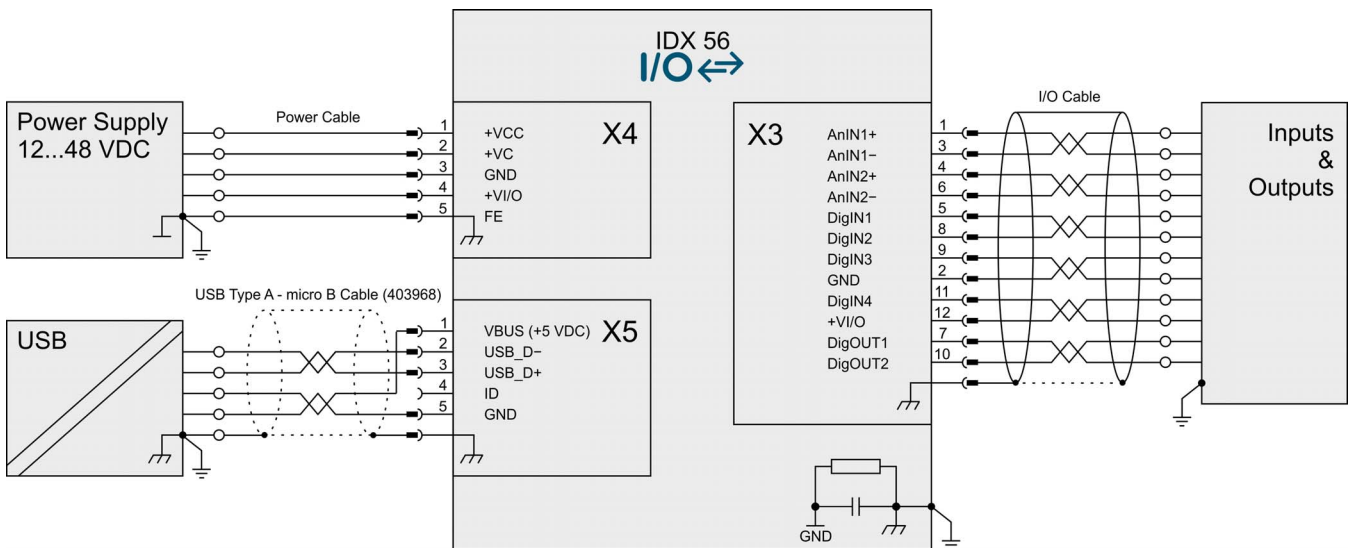 IDX 56
I/O
Power Supply
12...48 VDC
Power Cable
X4
1 +VCC
2 +VC
3 GND
4 +VI/O
5 FE
USB Type A - micro B Cable (403968)
USB
X5
1 VBUS (+5 VDC)
2 USB_D−
3 USB_D+
4 ID
5 GND
X3
I/O Cable
AnIN1+ 1
AnIN1− 3
AnIN2+ 4
AnIN2− 6
DigIN1 5
DigIN2 8
DigIN3 9
GND 2
DigIN4 11
+VI/O 12
DigOUT1 7
DigOUT2 10
Inputs
&
Outputs
GND